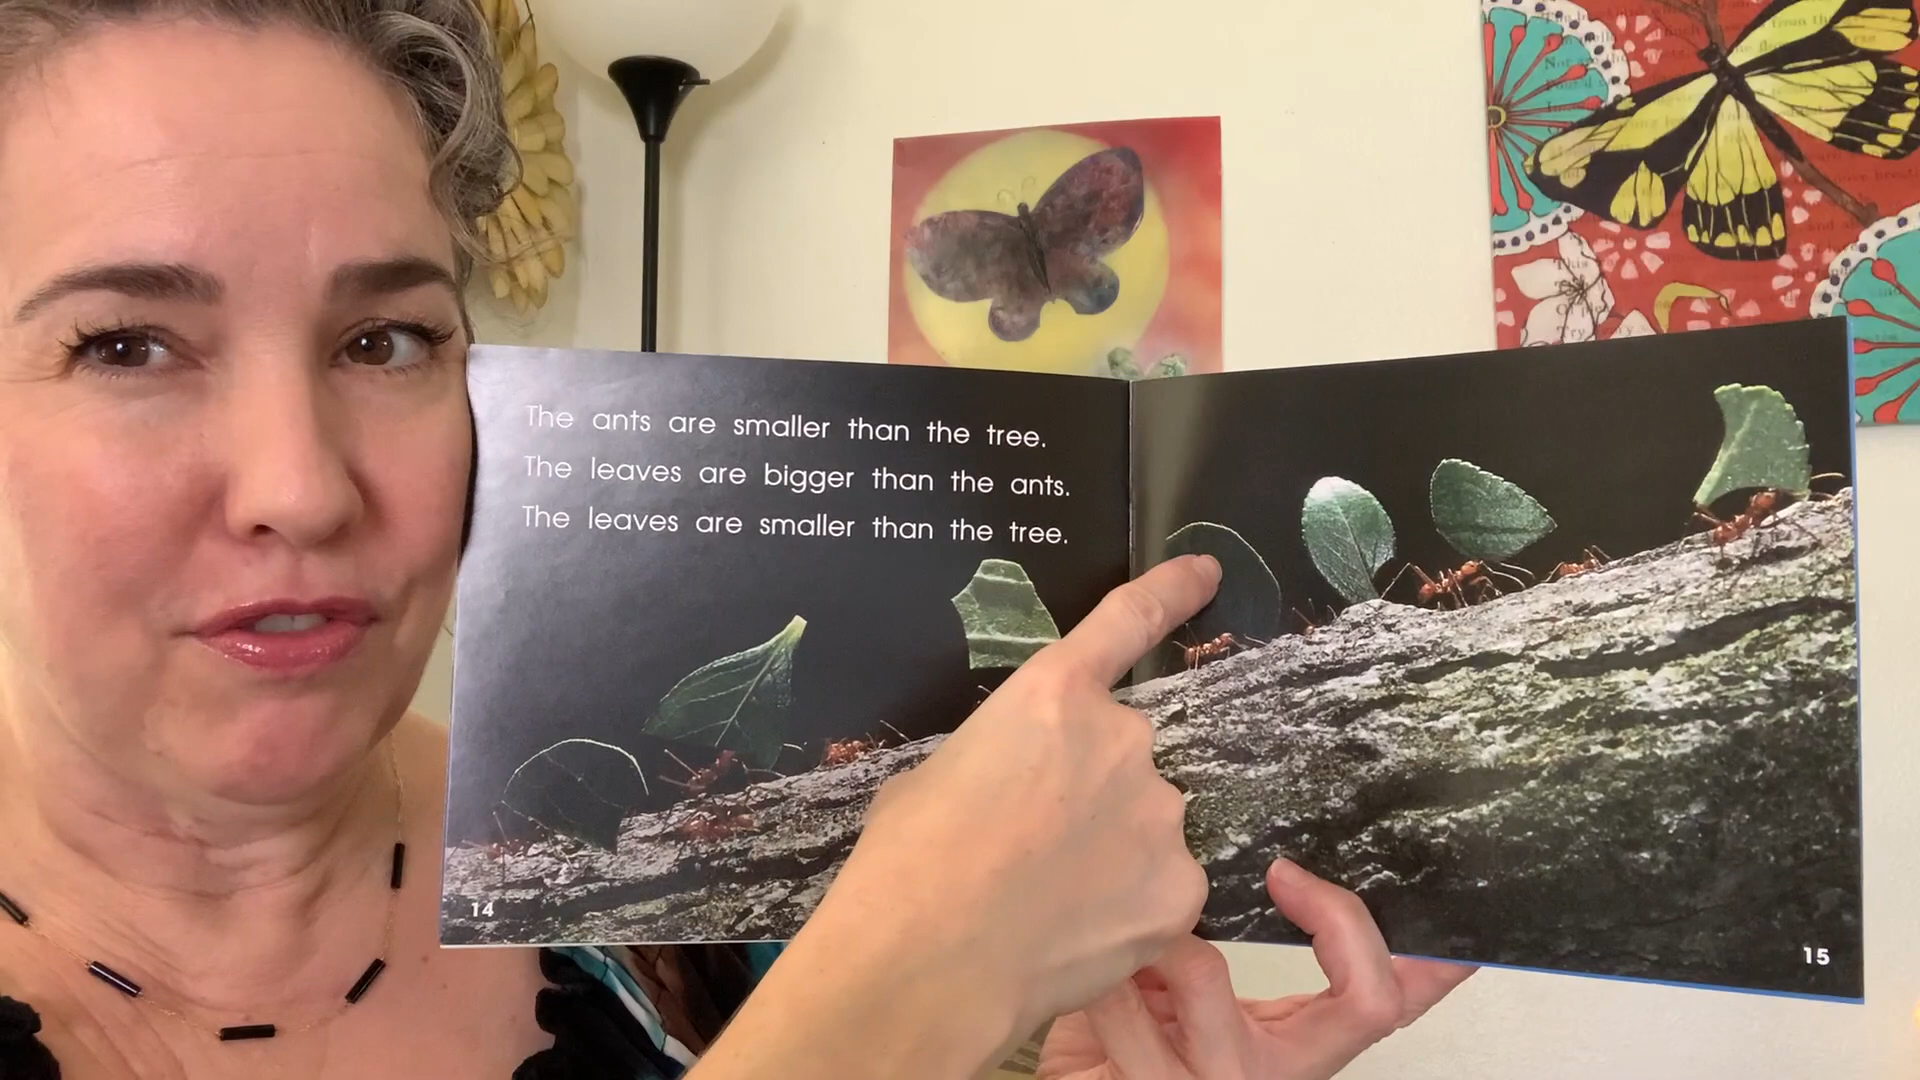 The ants are smaller than the tree.
The leaves are bigger than the ants.
The leaves are smaller than the tree.
14
15